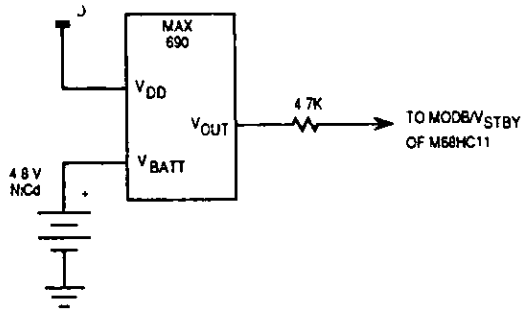 MAX
690
VDD
VOUT
4 7K
TO MODB/VSTBY
OF M68HC11
VBATT
4 8 V
NiCd
+